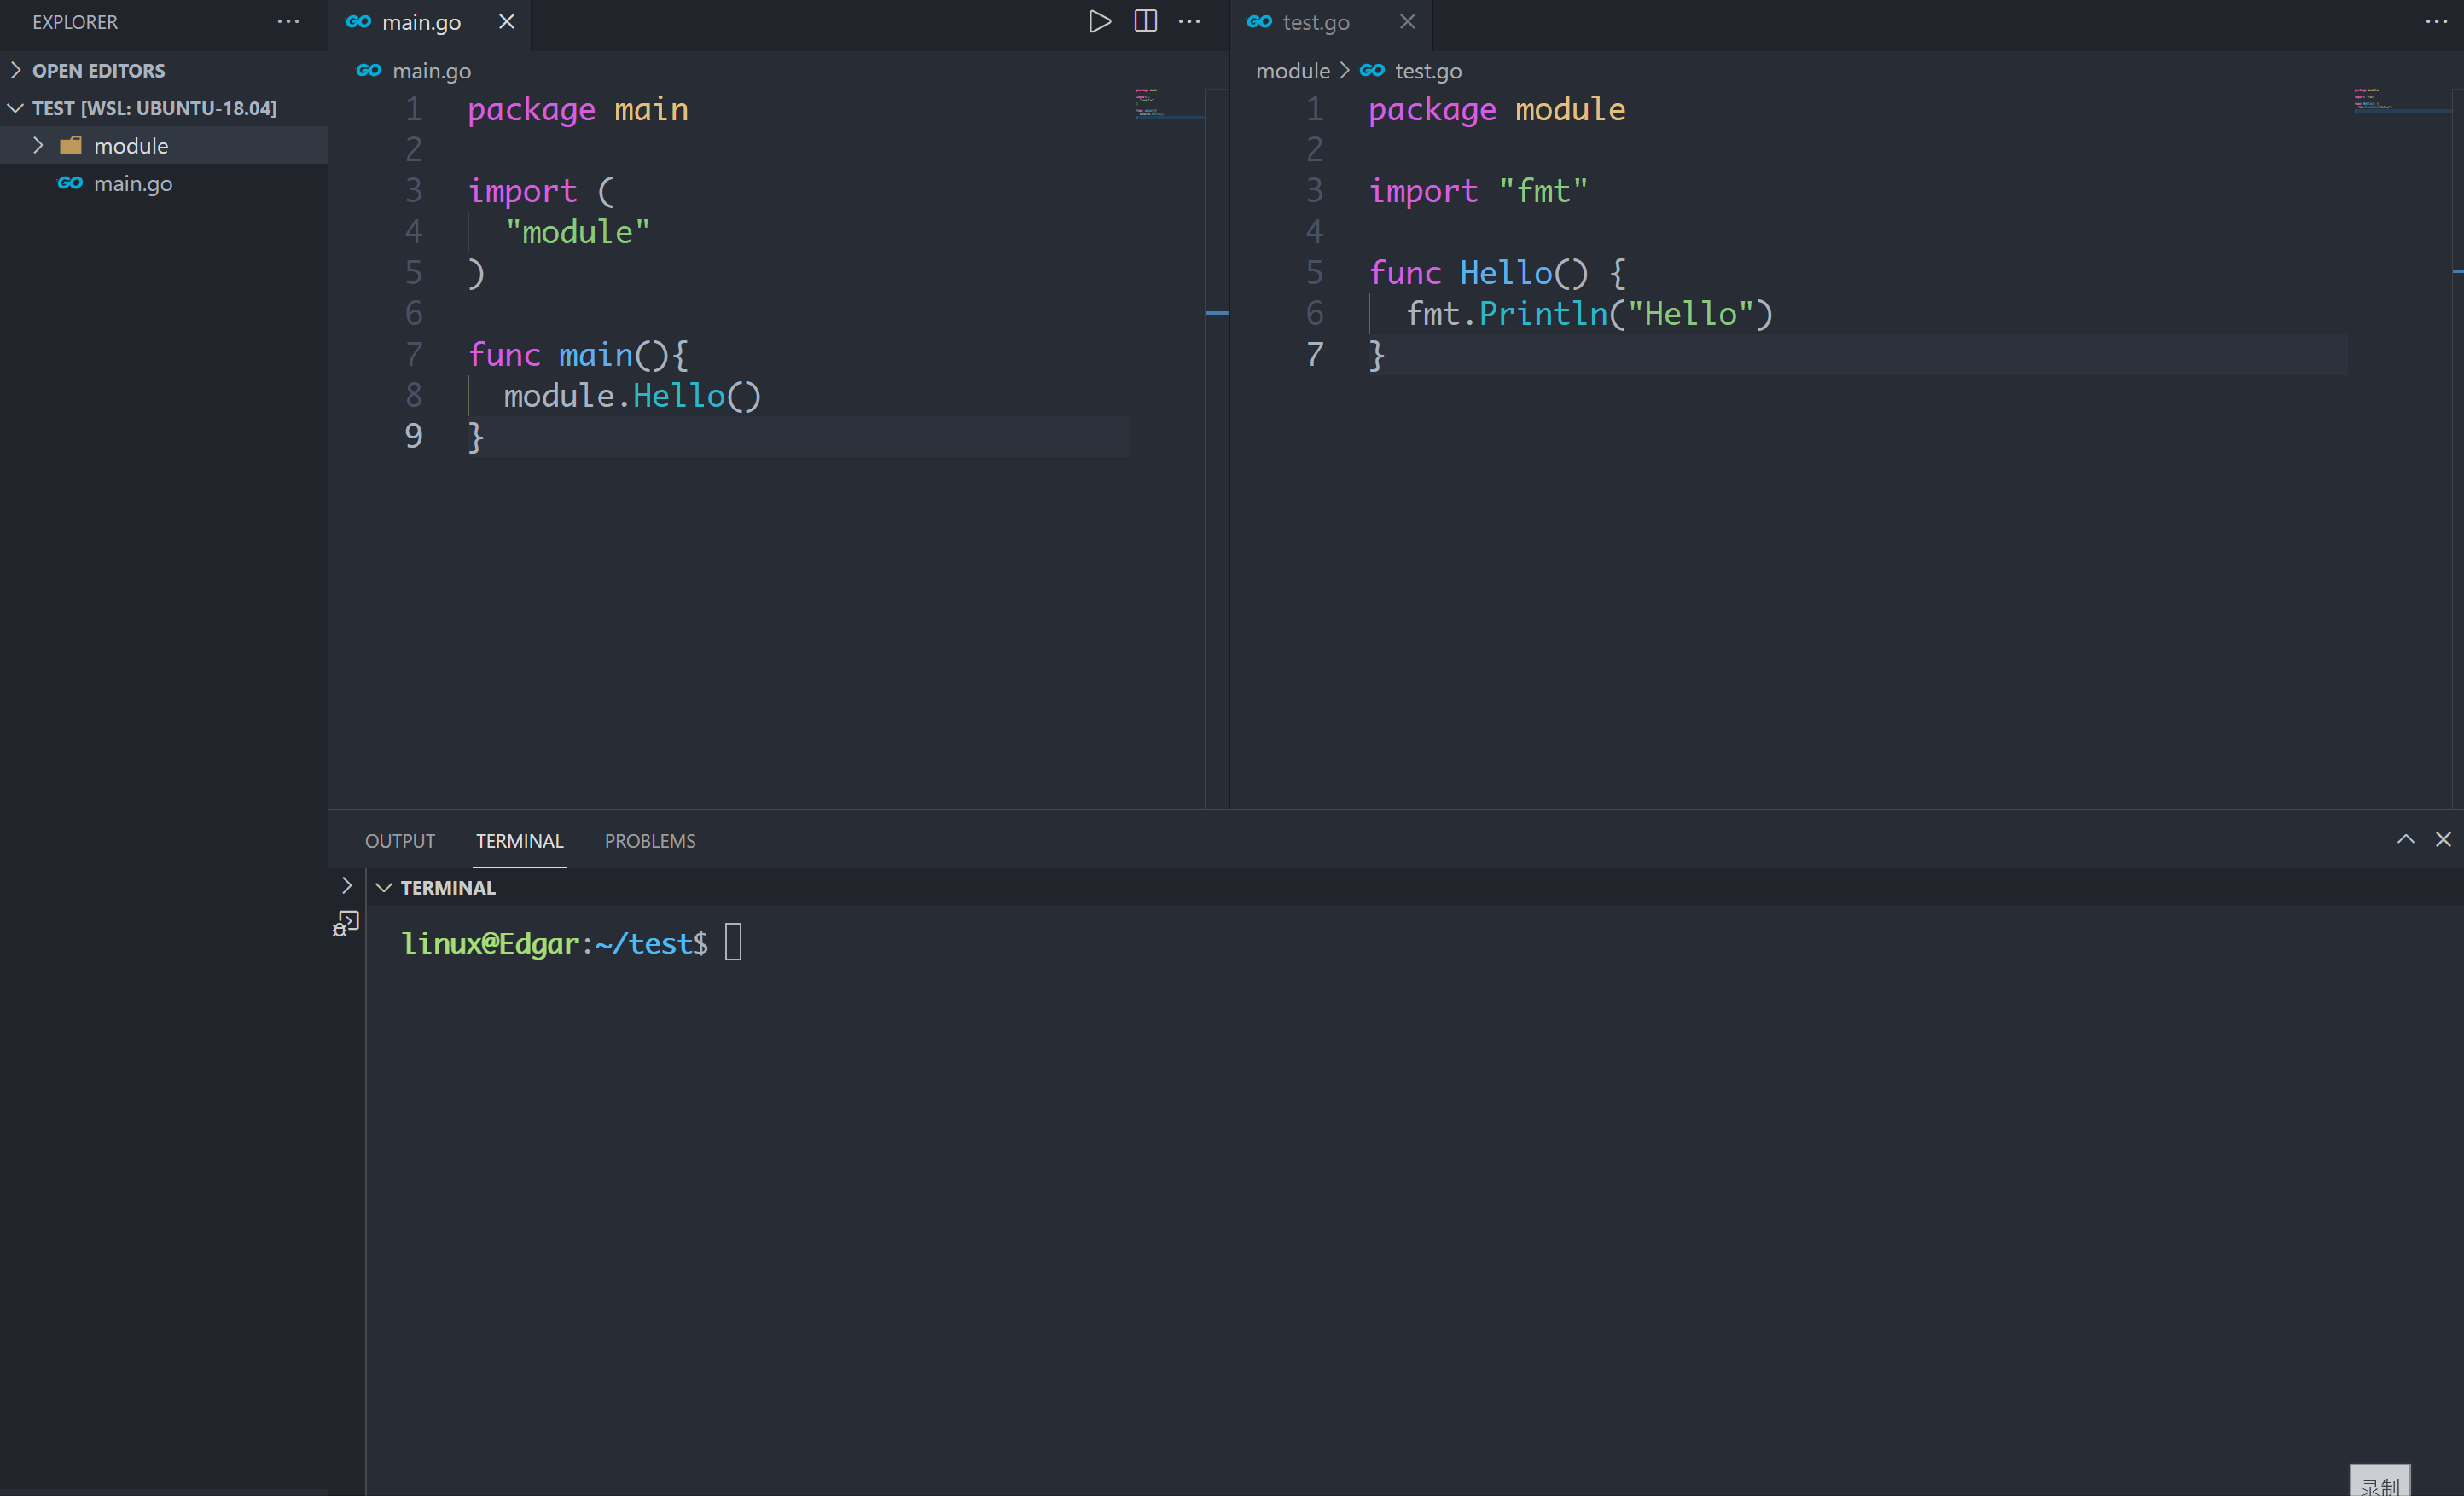 EXPLORER
OPEN EDITORS
TEST [WSL: UBUNTU-18.04]
module
GO main.go
GO main.go
GO main.go
1 package main
2
3 import (
4 "module"
5 )
6
7 func main(){
8 module.Hello()
9 }
GO test.go
module > GO test.go
1 package module
2
3 import "fmt"
4
5 func Hello() {
6 fmt.Println("Hello")
7 }
OUTPUT TERMINAL PROBLEMS
TERMINAL
linux@Edgar:~/test$
录制